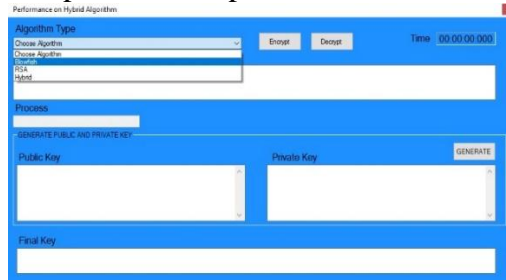 Performance on Hybrid Algorithm
Algorithm Type
Choose Algorithm
Encrypt
Decrypt
Time 00:00:00:000
Choose Algorithm
Blowfish
RSA
Hybrid
Process
GENERATE PUBLIC AND PRIVATE KEY
Public Key
Private Key
GENERATE
Final Key